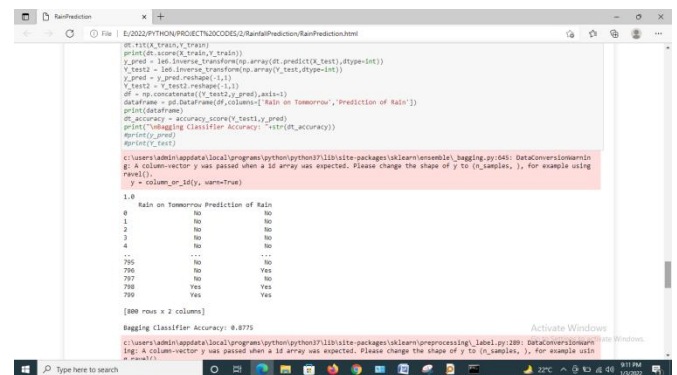 RainPrediction
File | E:/2022/PYTHON/PROJECT%20CODES/2/RainfallPrediction/RainPrediction.html
dt.fit(X_train,Y_train)
print(dt.score(X_train,Y_train))
y_pred = le6.inverse_transform(np.array(dt.predict(X_test),dtype=int))
Y_test2 = le6.inverse_transform(np.array(Y_test,dtype=int))
y_pred = y_pred.reshape(-1,1)
Y_test2 = Y_test2.reshape(-1,1)
df = np.concatenate((Y_test2,y_pred),axis=1)
dataframe = pd.DataFrame(df,columns=['Rain on Tommorrow','Prediction of Rain'])
print(dataframe)
dt_accuracy = accuracy_score(Y_test1,y_pred)
print("\nBagging Classifier Accuracy: "+str(dt_accuracy))
#print(y_pred)
#print(Y_test)
c:\users\admin\appdata\local\programs\python\python37\lib\site-packages\sklearn\ensemble\_bagging.py:645: DataConversionWarnin
g: A column-vector y was passed when a 1d array was expected. Please change the shape of y to (n_samples, ), for example using
ravel().
y = column_or_1d(y, warn=True)
1.0
Rain on Tommorrow Prediction of Rain
0 No No
1 No No
2 No No
3 No No
4 No No
.. ... ...
795 No No
796 No Yes
797 No No
798 Yes Yes
799 Yes Yes
[800 rows x 2 columns]
Bagging Classifier Accuracy: 0.8775
Activate Windows
c:\users\admin\appdata\local\programs\python\python37\lib\site-packages\sklearn\preprocessing\_label.py:289: DataConversionWarn
ing: A column-vector y was passed when a 1d array was expected. Please change the shape of y to (n_samples, ), for example usin
g ravel().
Type here to search
22°C
9:11 PM
1/3/2022